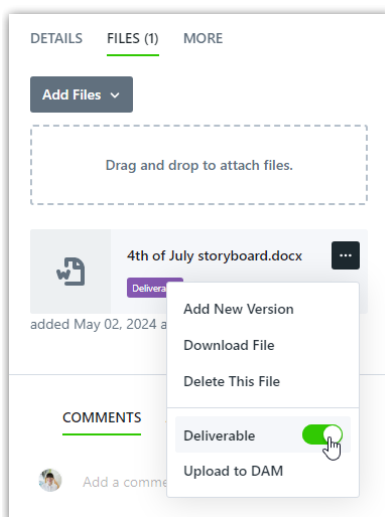 DETAILS FILES (1) MORE
Add Files
Drag and drop to attach files.
4th of July storyboard.docx
w
added May 02, 2024
Add New Version
Download File
Delete This File
COMMENTS
Deliverable
Upload to DAM
Add a